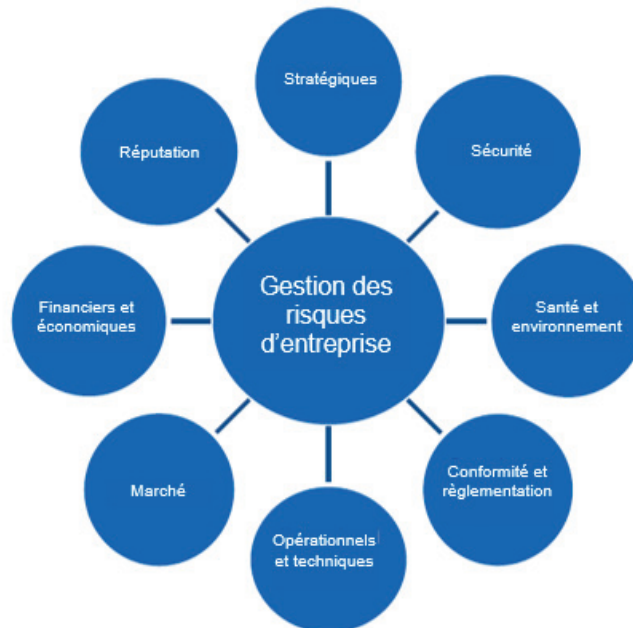 Stratégiques
Sécurité
Santé et
environnement
Conformité et
règlementation
Opérationnels
et techniques
Marché
Financiers et
économiques
Réputation
Gestion des
risques
d’entreprise